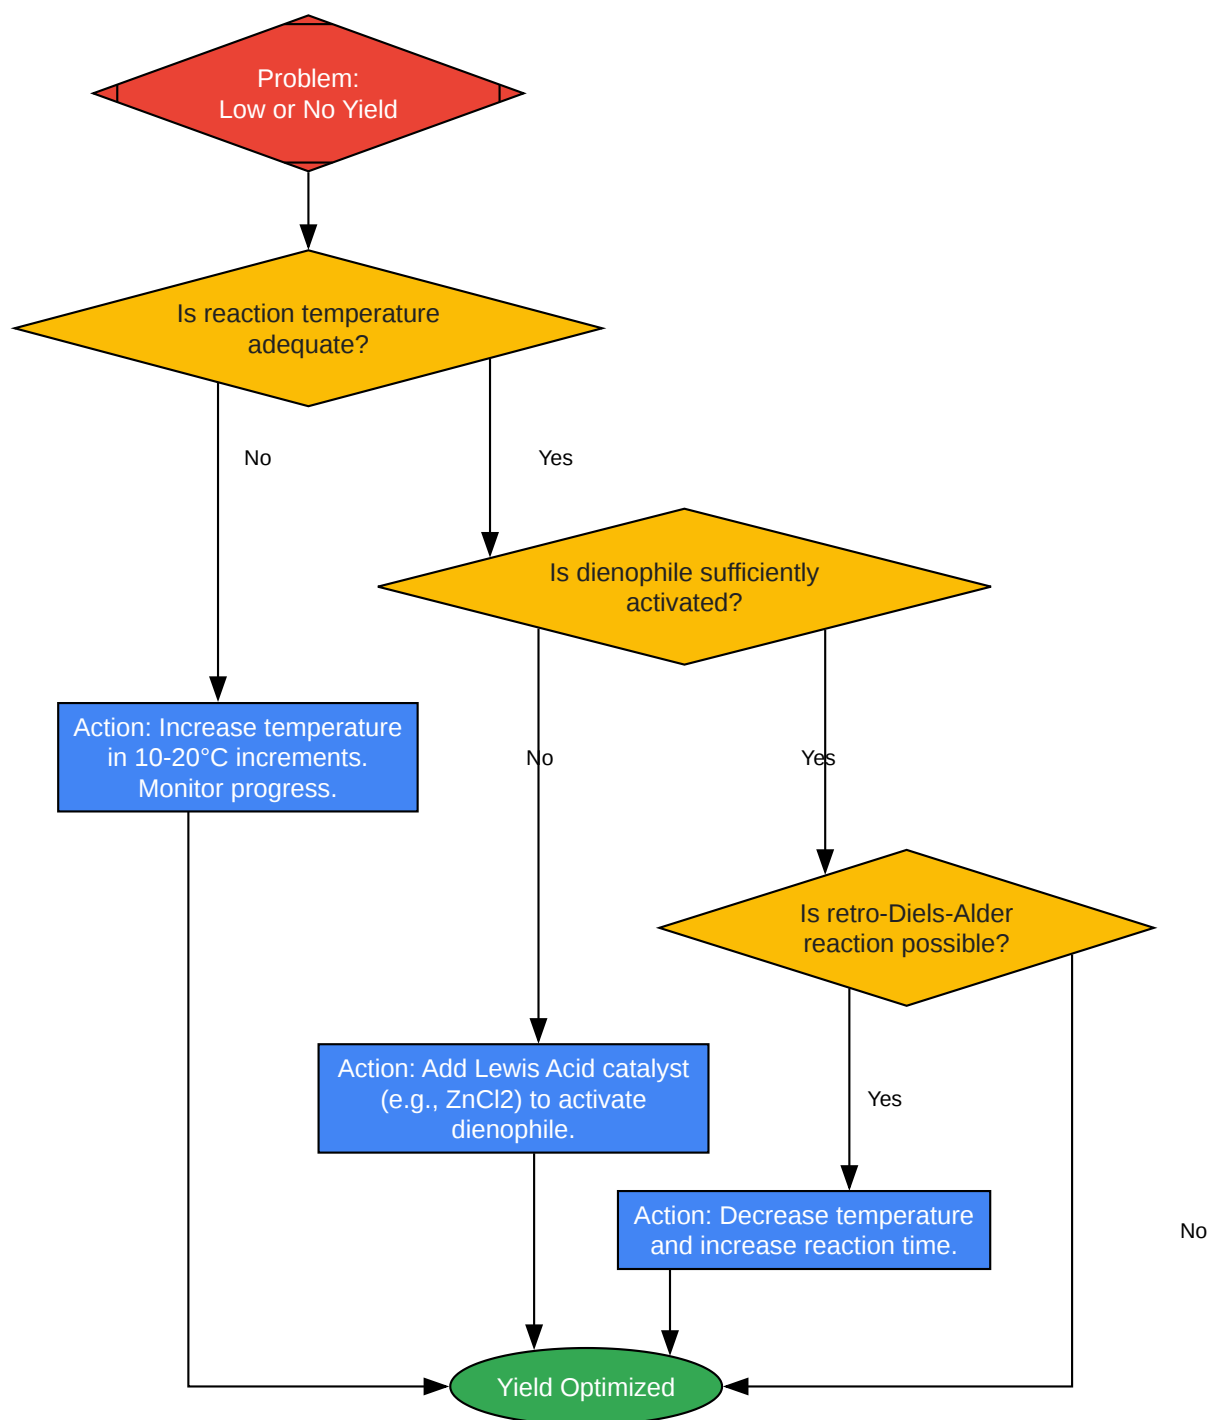 Problem:
Low or No Yield
Is reaction temperature
adequate?
No
Yes
Is dienophile sufficiently
activated?
Action: Increase temperature
in 10-20°C increments.
Monitor progress.
No
Yes
Is retro-Diels-Alder
reaction possible?
Action: Add Lewis Acid catalyst
(e.g., ZnCl2) to activate
dienophile.
Yes
Action: Decrease temperature
and increase reaction time.
No
Yield Optimized